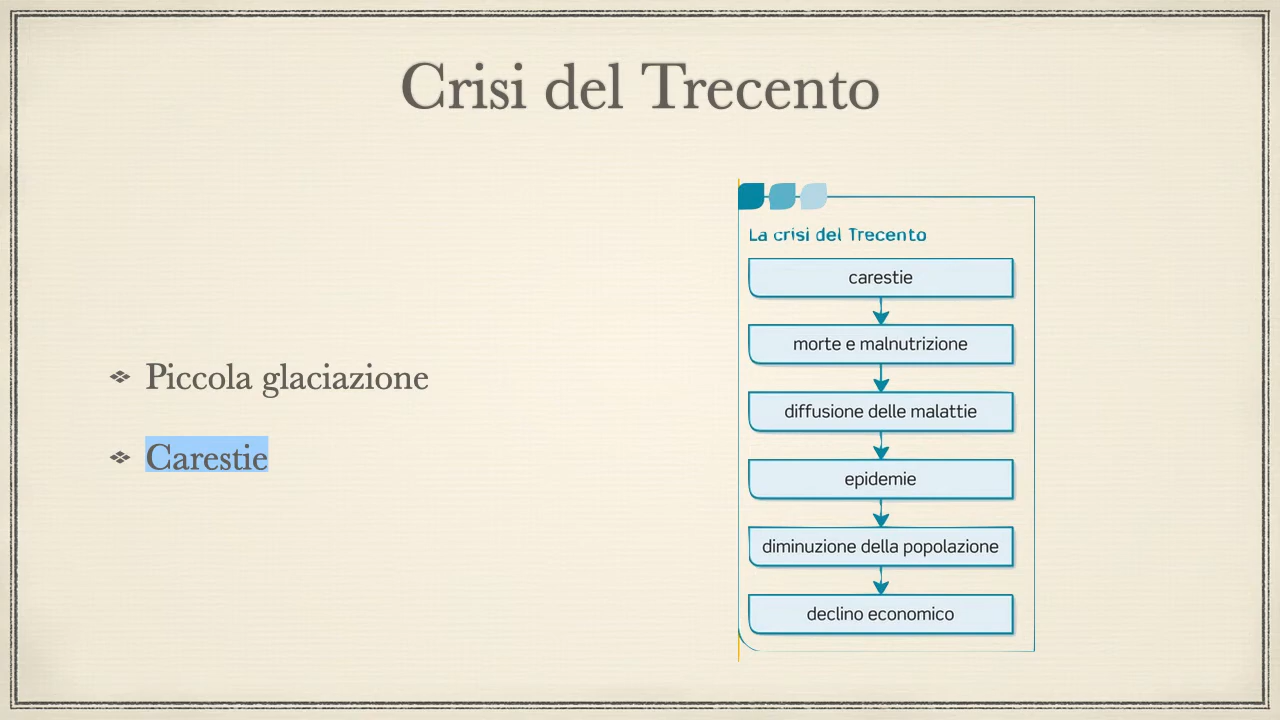 Crisi del Trecento
Piccola glaciazione
Carestie
La crisi del Trecento
carestie
morte e malnutrizione
diffusione delle malattie
epidemie
diminuzione della popolazione
declino economico